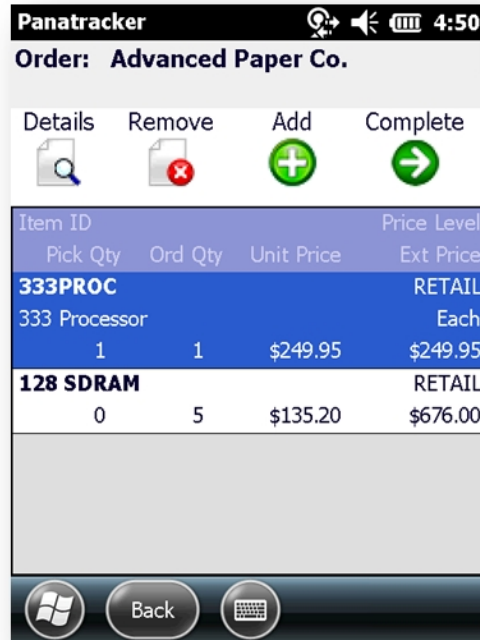 Panatracker 4:50
Order: Advanced Paper Co.
Details Remove Add Complete
Item ID Price Level
Pick Qty Ord Qty Unit Price Ext Price
333PROC RETAIL
333 Processor Each
1 1 $249.95 $249.95
128 SDRAM RETAIL
0 5 $135.20 $676.00
Back